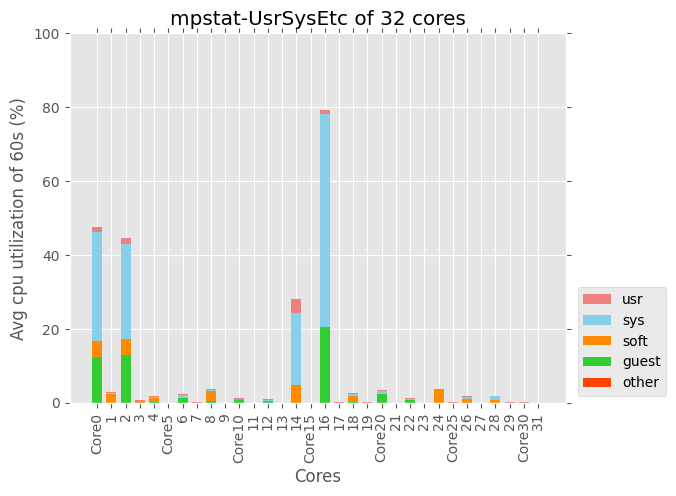 mpstat-UsrSysEtc of 32 cores
Avg cpu utilization of 60s (%)
100
80
60
40
20
0
Core0
1
2
3
4
Core5
6
7
8
9
Core10
11
12
13
14
Core15
16
17
18
19
Core20
21
22
23
24
Core25
26
27
28
29
Core30
31
Cores
usr
sys
soft
guest
other